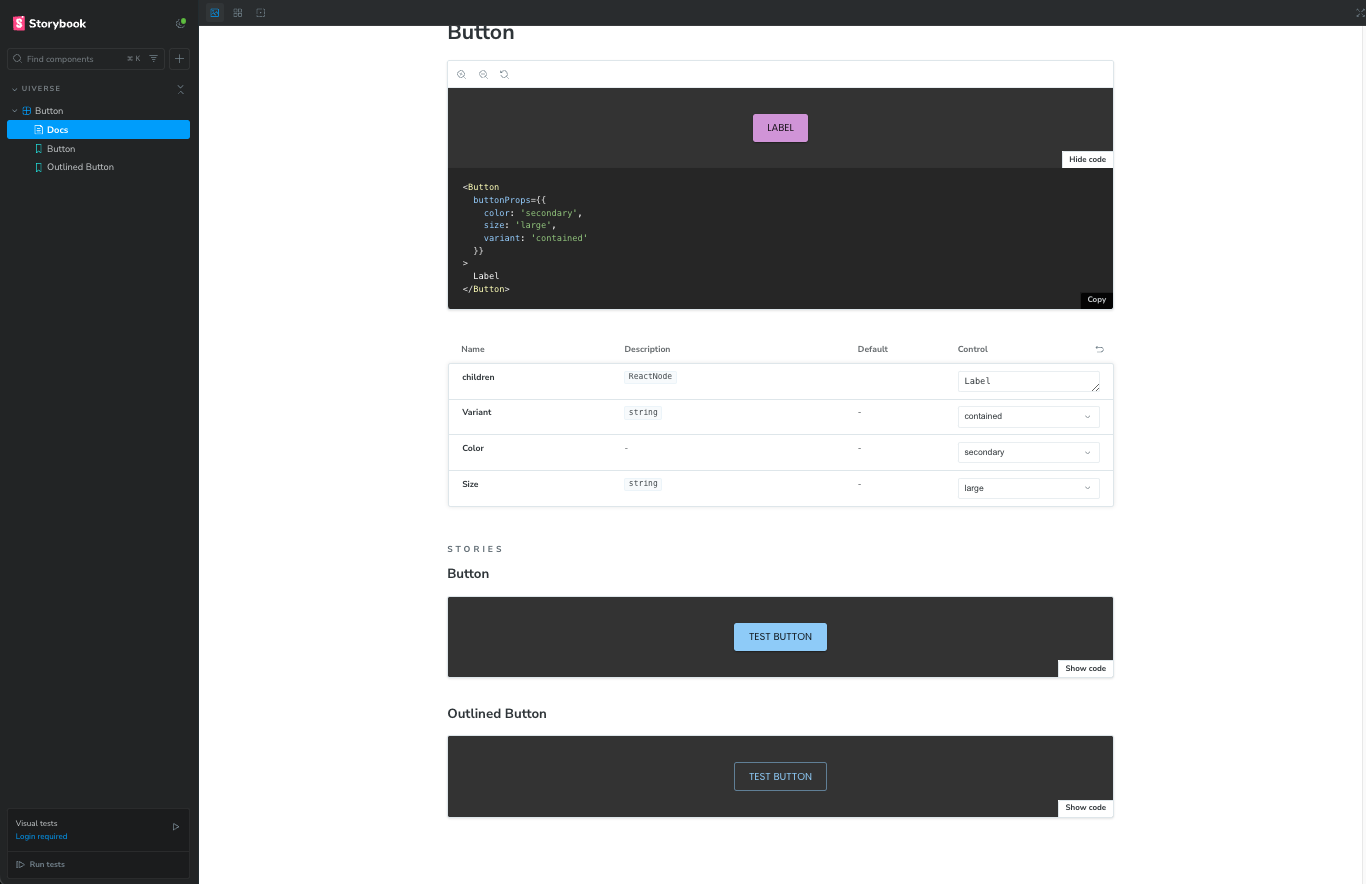 Storybook
Find components
⌘ K
UIVERSE
Button
Docs
Button
Outlined Button
Visual tests
Login required
Run tests
Button
LABEL
Hide code
<Button
buttonProps={{
color: 'secondary',
size: 'large',
variant: 'contained'
}}
>
Label
</Button>
Copy
Name Description Default Control
children ReactNode Label
Variant string - contained
Color - - secondary
Size string - large
STORIES
Button
TEST BUTTON
Show code
Outlined Button
TEST BUTTON
Show code